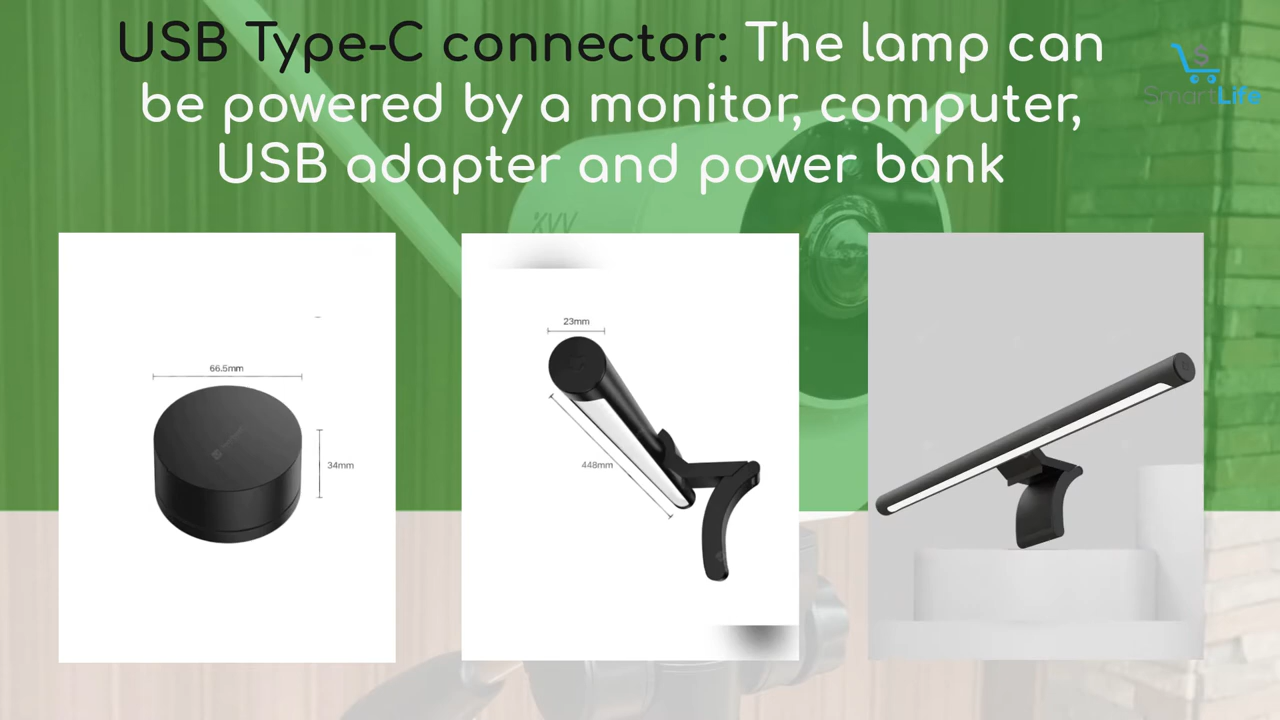 USB Type-C connector: The lamp can
be powered by a monitor, computer,
USB adapter and power bank
$
SmartLife
XVV
66.5mm
34mm
23mm
448mm